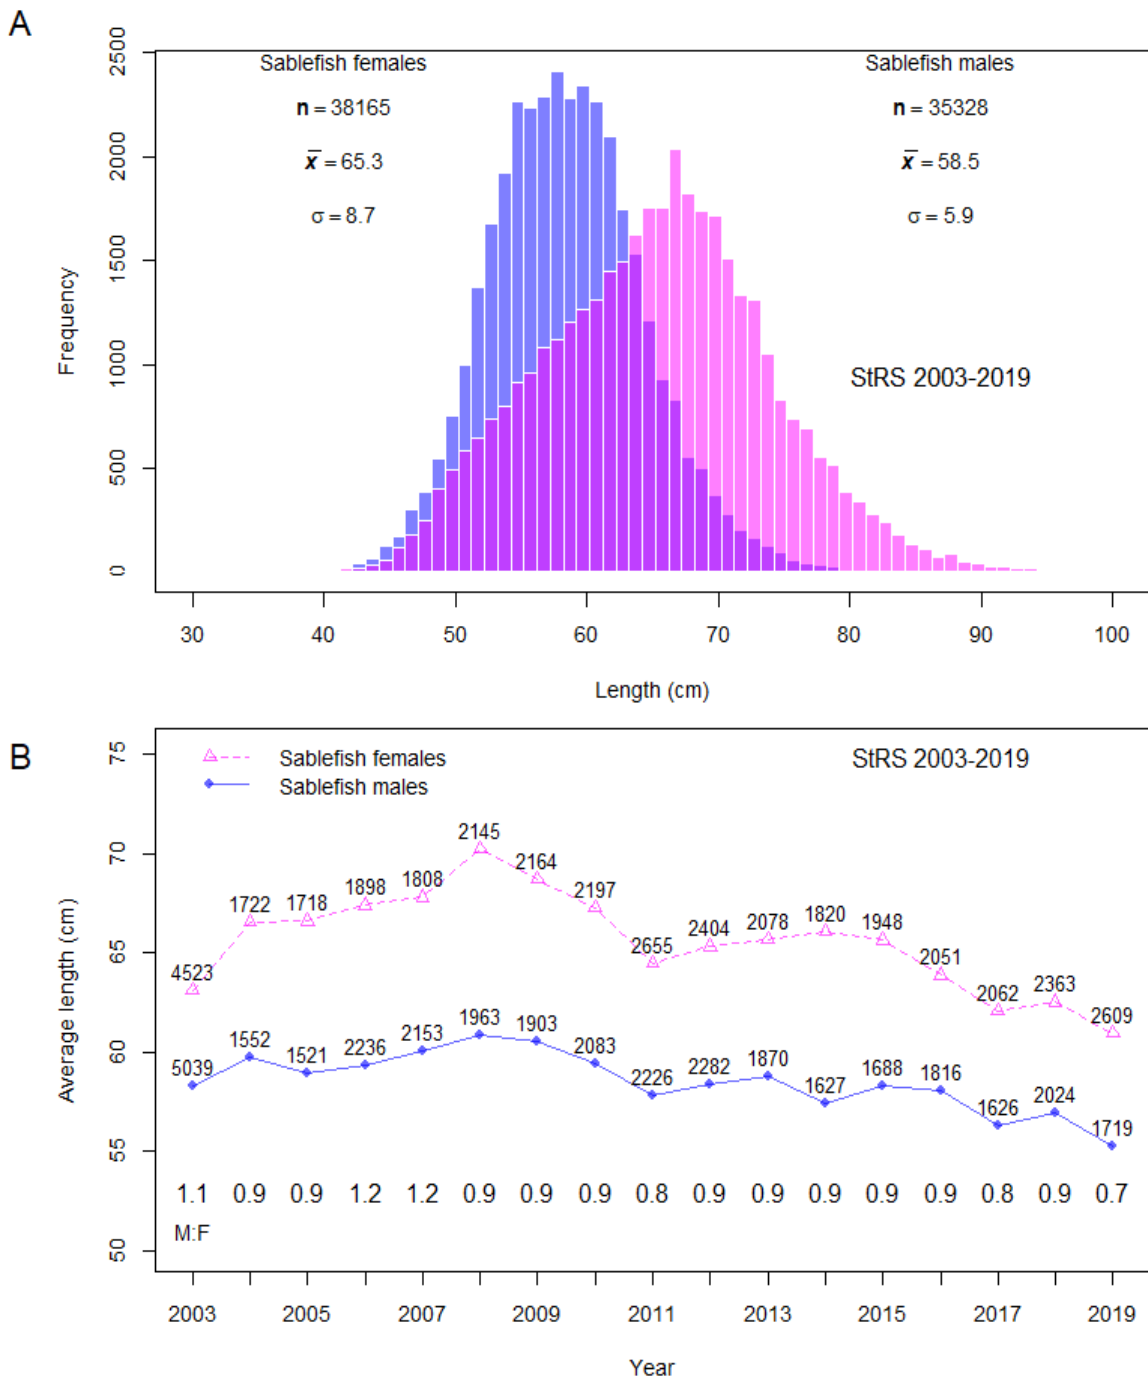 A
Sablefish females
n = 38165
x̄ = 65.3
σ = 8.7
Sablefish males
n = 35328
x̄ = 58.5
σ = 5.9
StRS 2003-2019
Frequency
2500
2000
1500
1000
500
0
30 40 50 60 70 80 90 100
Length (cm)
B
Sablefish females
Sablefish males
StRS 2003-2019
Average length (cm)
75
70
65
60
55
50
4523 1722 1718 1898 1808 2145 2164 2197 2655 2404 2078 1820 1948 2051 2062 2363 2609
5039 1552 1521 2236 2153 1963 1903 2083 2226 2282 1870 1627 1688 1816 1626 2024 1719
1.1 0.9 0.9 1.2 1.2 0.9 0.9 0.9 0.8 0.9 0.9 0.9 0.9 0.9 0.8 0.9 0.7
M:F
2003 2005 2007 2009 2011 2013 2015 2017 2019
Year